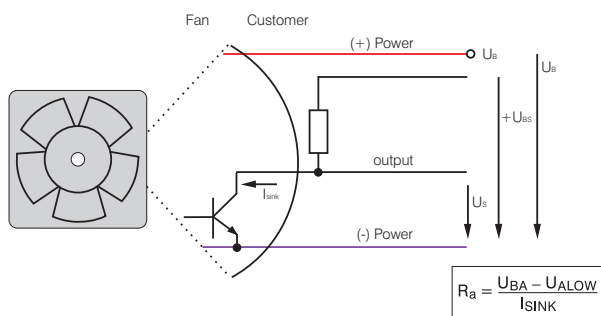 Fan Customer
(+) Power
UB
UB
+UBS
output
Isink
US
(-) Power
Ra = UBA – UALOW / ISINK